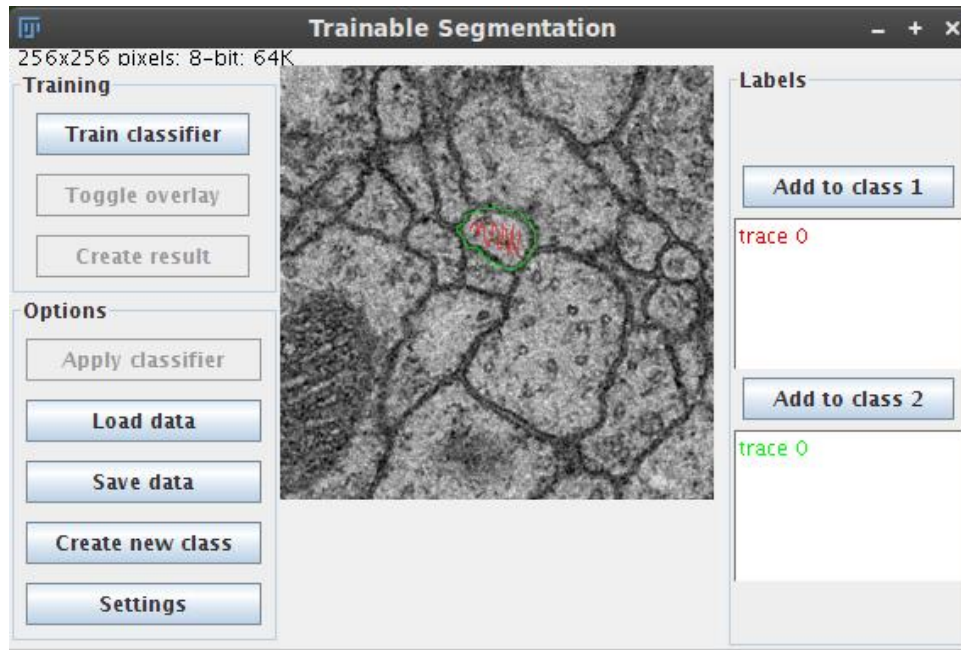 Trainable Segmentation
256x256 pixels; 8-bit; 64K
Training
Train classifier
Toggle overlay
Create result
Options
Apply classifier
Load data
Save data
Create new class
Settings
Labels
Add to class 1
trace 0
Add to class 2
trace 0